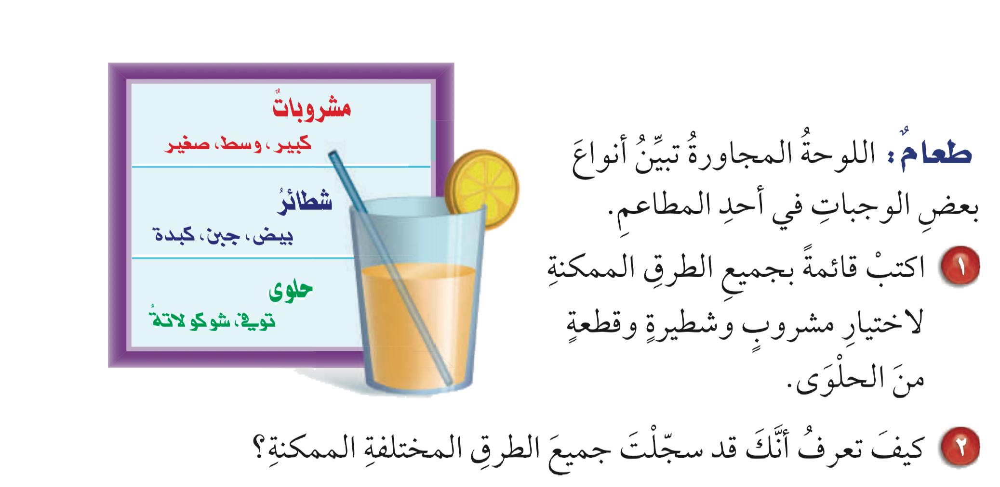 مشروباتٌ
كبير، وسط، صغير
شطائرُ
بيض، جبن، كبدة
حلوى
توفي، شوكولاتةُ
طعامٌ: اللوحةُ المجاورةُ تبيِّنُ أنواعَ
بعضِ الوجباتِ في أحدِ المطاعمِ.
١ اكتبْ قائمةً بجميعِ الطرقِ الممكنةِ
لاختيارِ مشروبٍ وشطيرةٍ وقطعةٍ
منَ الحلْوَى.
٢ كيفَ تعرفُ أنَّكَ قد سجّلْتَ جميعَ الطرقِ المختلفةِ الممكنةِ؟